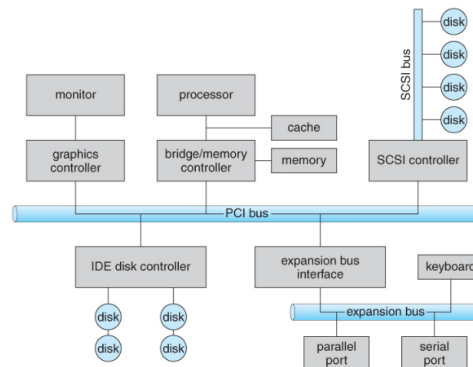 disk
disk
disk
disk
SCSI bus
monitor
processor
cache
graphics
controller
bridge/memory
controller
memory
SCSI controller
PCI bus
IDE disk controller
expansion bus
interface
keyboard
disk
disk
disk
disk
expansion bus
parallel
port
serial
port